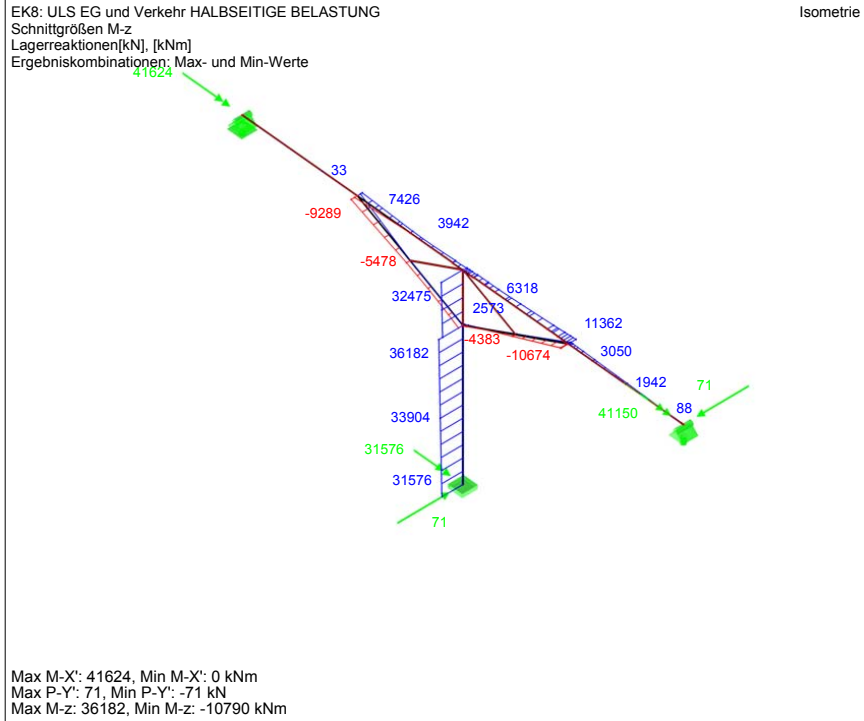 EK8: ULS EG und Verkehr HALBSEITIGE BELASTUNG
Isometrie
Schnittgrößen M-z
Lagerreaktionen[kN], [kNm]
Ergebniskombinationen: Max- und Min-Werte
41624
33
7426
-9289
3942
-5478
6318
32475
2573
11362
-4383
36182
-10674
3050
1942
71
88
41150
33904
31576
31576
71
Max M-X': 41624, Min M-X': 0 kNm
Max P-Y': 71, Min P-Y': -71 kN
Max M-z: 36182, Min M-z: -10790 kNm